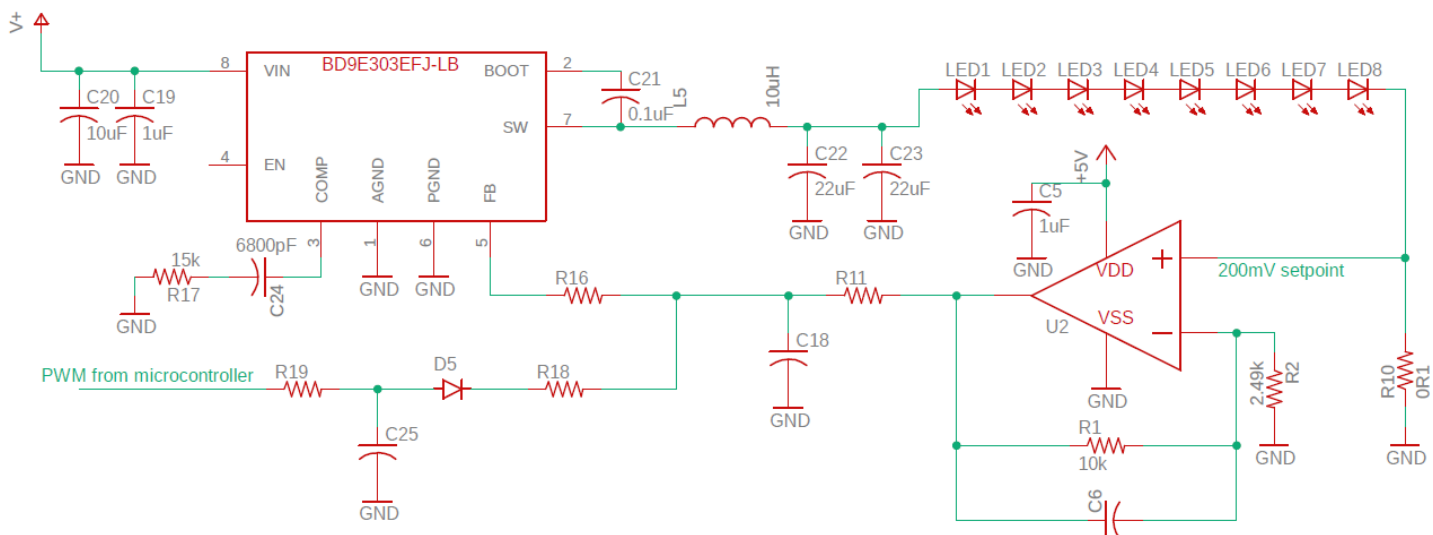 V+
8
VIN
BD9E303EFJ-LB
BOOT
2
C21
0.1uF
L5
10uH
LED1
LED2
LED3
LED4
LED5
LED6
LED7
LED8
C20
10uF
C19
1uF
SW
7
GND
GND
4
EN
COMP
AGND
PGND
FB
C22
22uF
C23
22uF
GND
GND
+5V
C5
1uF
GND
6800pF
3
1
6
5
15k
R17
C24
GND
GND
GND
R16
R11
VDD
VSS
U2
200mV setpoint
C18
GND
GND
PWM from microcontroller
R19
D5
R18
C25
GND
2.49k
R2
GND
R10
0R1
GND
R1
10k
C6